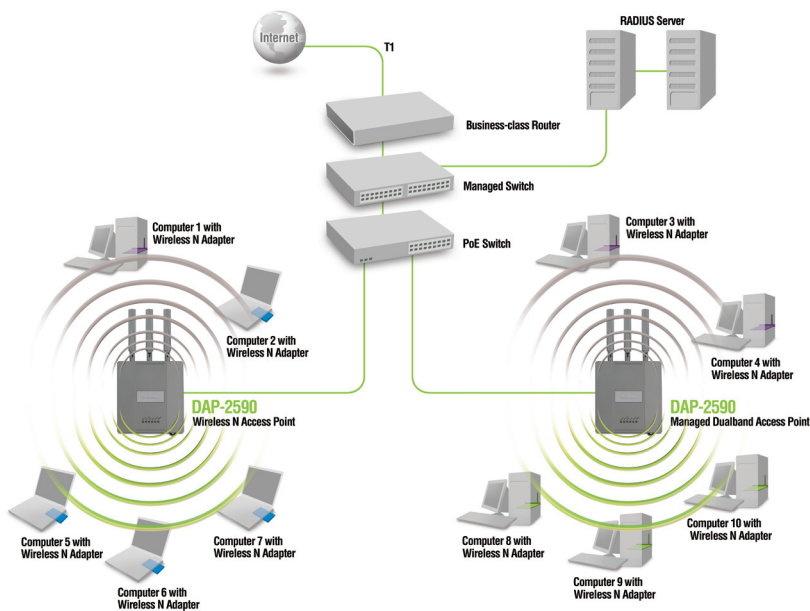 Internet
T1
RADIUS Server
Business-class Router
Managed Switch
PoE Switch
Computer 1 with
Wireless N Adapter
Computer 2 with
Wireless N Adapter
Computer 3 with
Wireless N Adapter
Computer 4 with
Wireless N Adapter
DAP-2590
Wireless N Access Point
DAP-2590
Managed Dualband Access Point
Computer 5 with
Wireless N Adapter
Computer 6 with
Wireless N Adapter
Computer 7 with
Wireless N Adapter
Computer 8 with
Wireless N Adapter
Computer 9 with
Wireless N Adapter
Computer 10 with
Wireless N Adapter